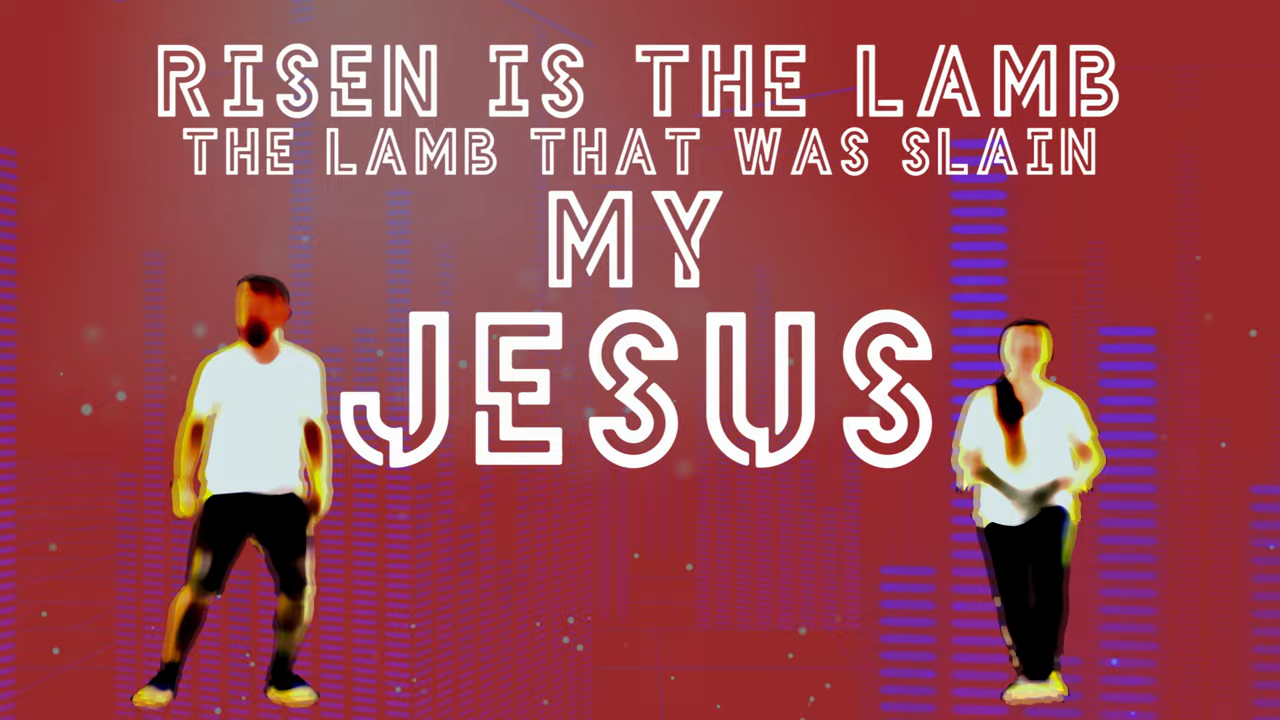 RISEN IS THE LAMB
THE LAMB THAT WAS SLAIN
MY
JESUS